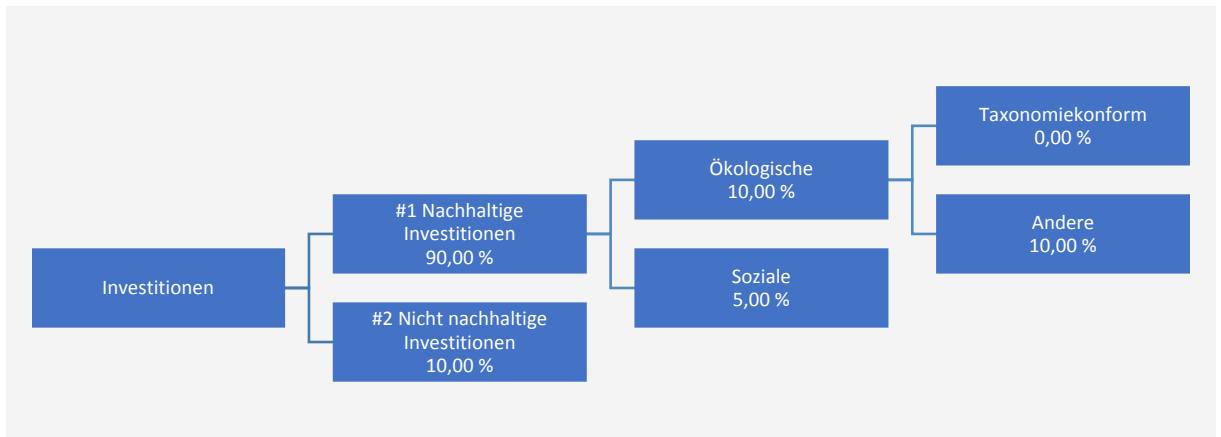 Investitionen
#1 Nachhaltige
Investitionen
90,00 %
#2 Nicht nachhaltige
Investitionen
10,00 %
Ökologische
10,00 %
Soziale
5,00 %
Taxonomiekonform
0,00 %
Andere
10,00 %